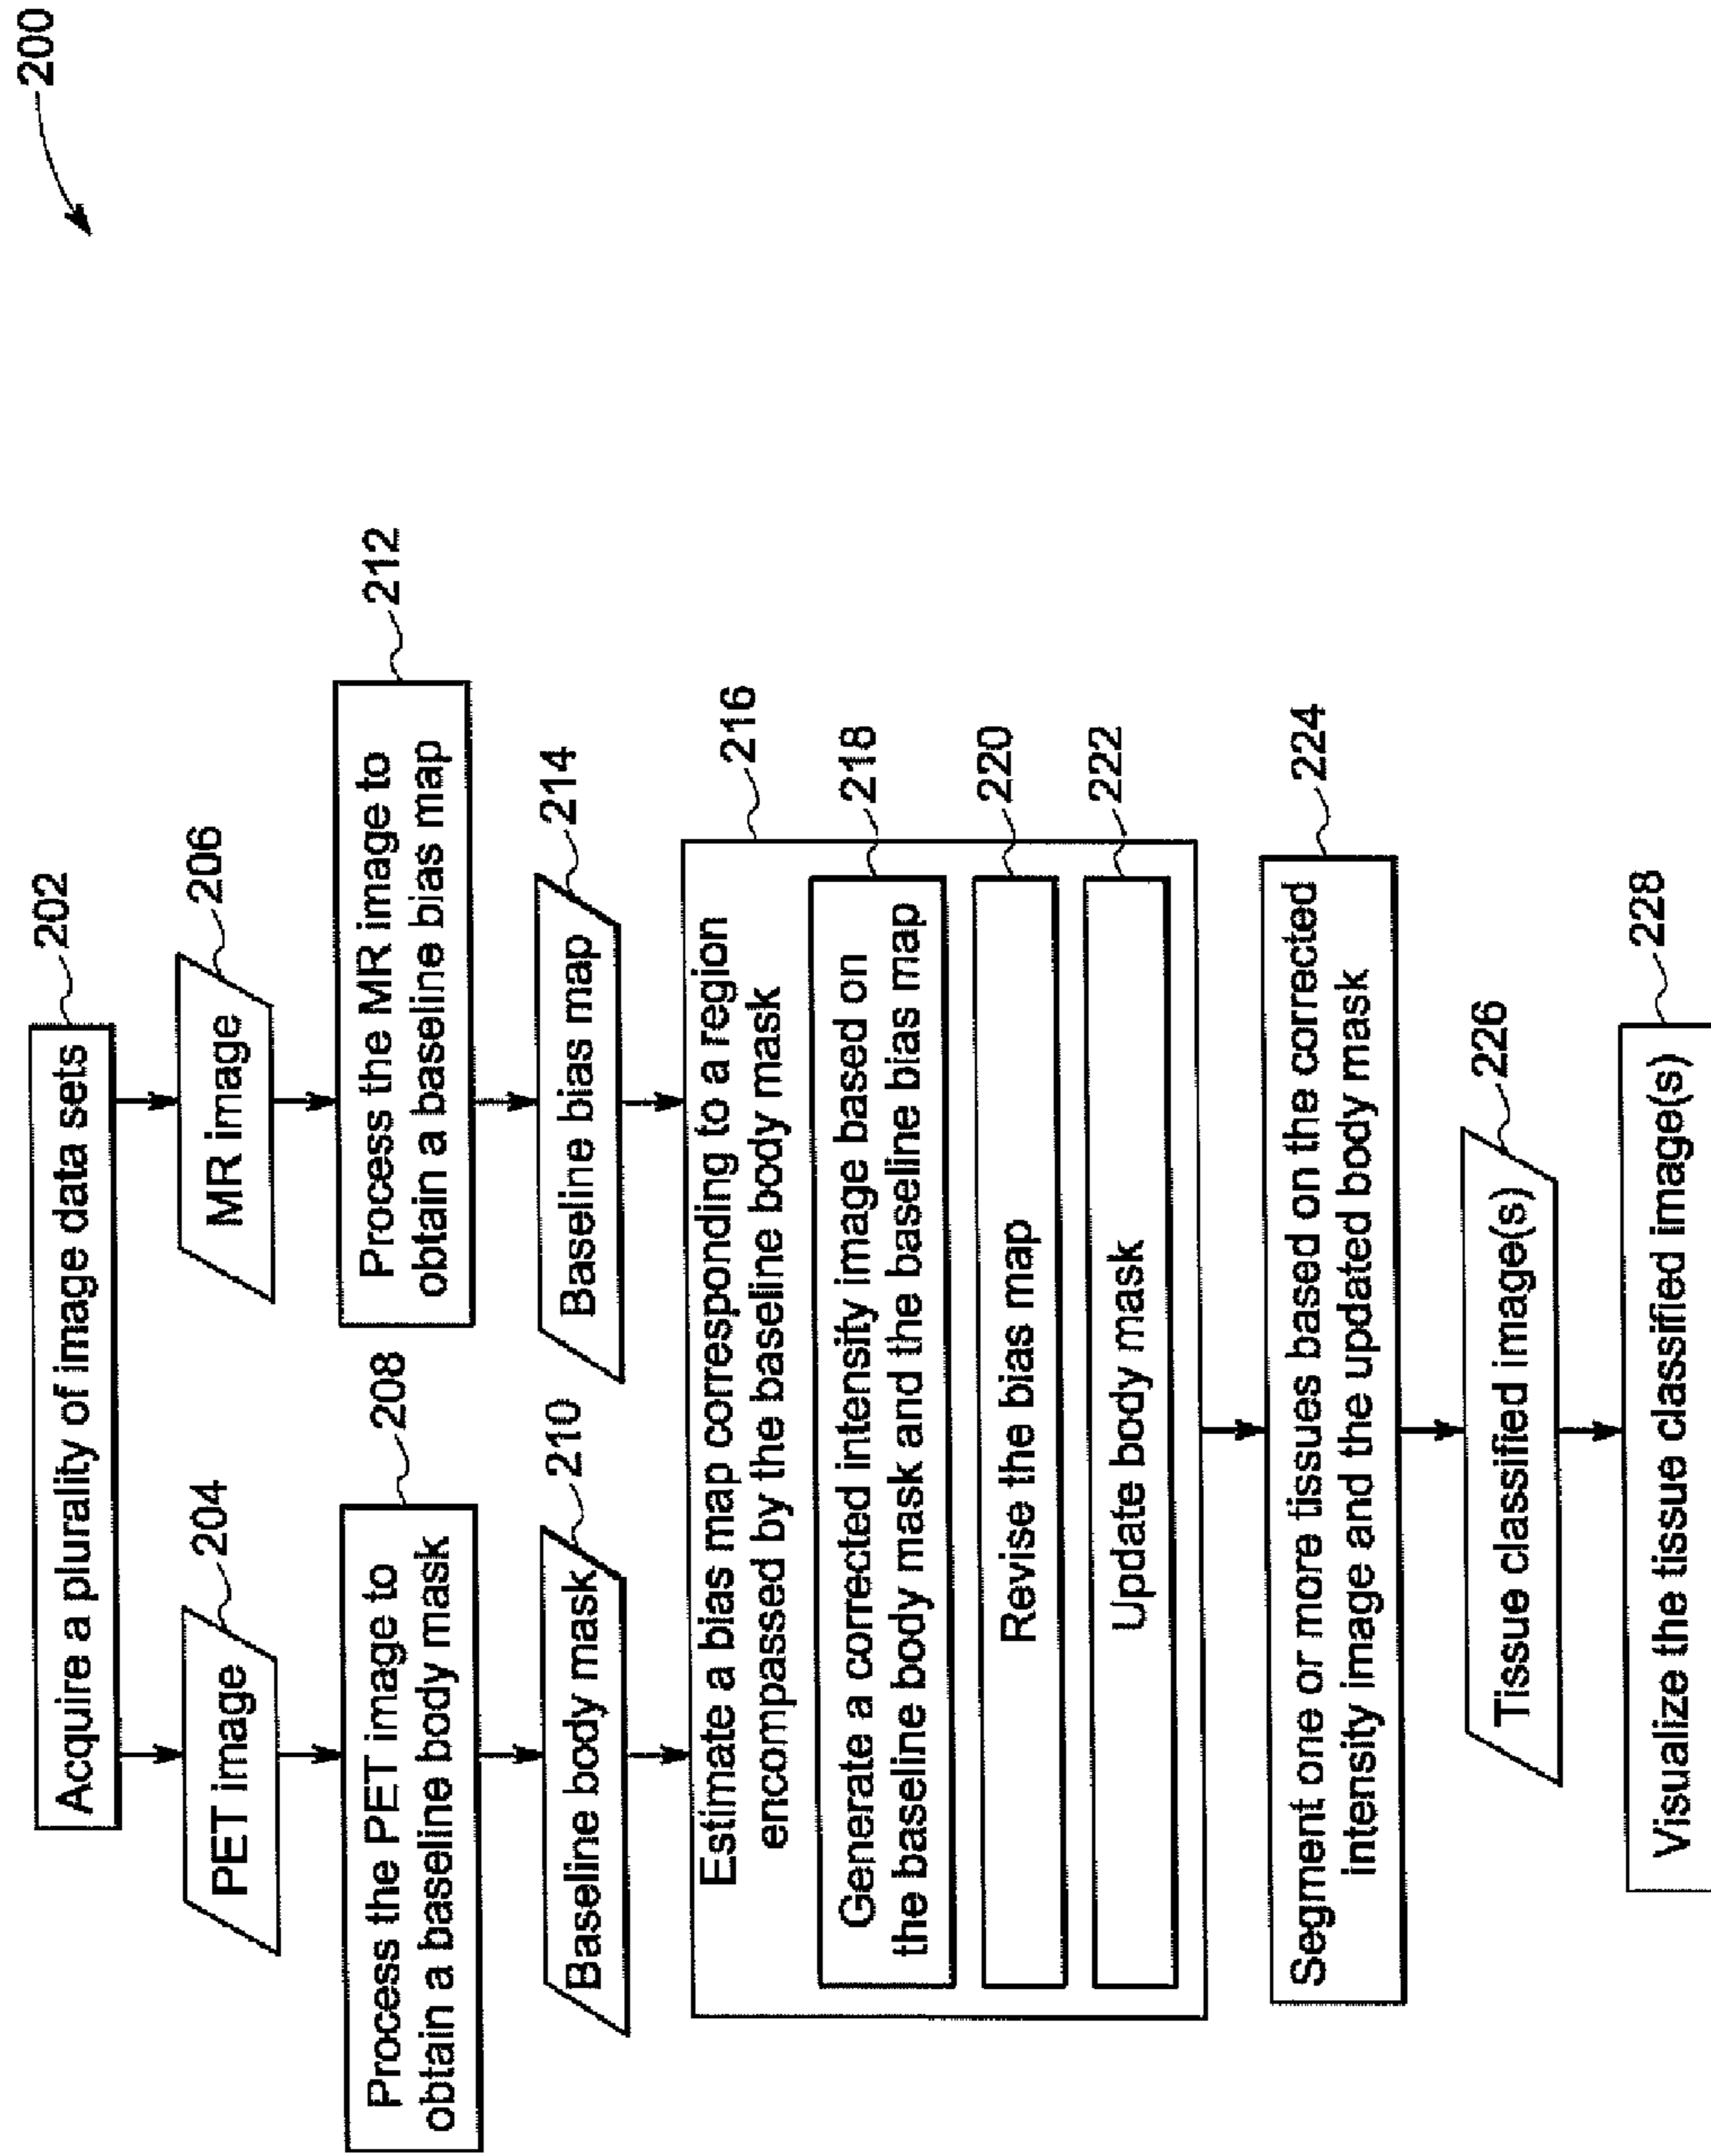 200
Acquire a plurality of image data sets
202
PET image
204
MR image
206
Process the PET image to
obtain a baseline body mask
208
Process the MR image to
obtain a baseline bias map
212
Baseline body mask
210
Baseline bias map
214
Estimate a bias map corresponding to a region
encompassed by the baseline body mask
216
Generate a corrected intensity image based on
the baseline body mask and the baseline bias map
218
Revise the bias map
220
Update body mask
222
Segment one or more tissues based on the corrected
intensity image and the updated body mask
224
Tissue classified image(s)
226
Visualize the tissue classified image(s)
228